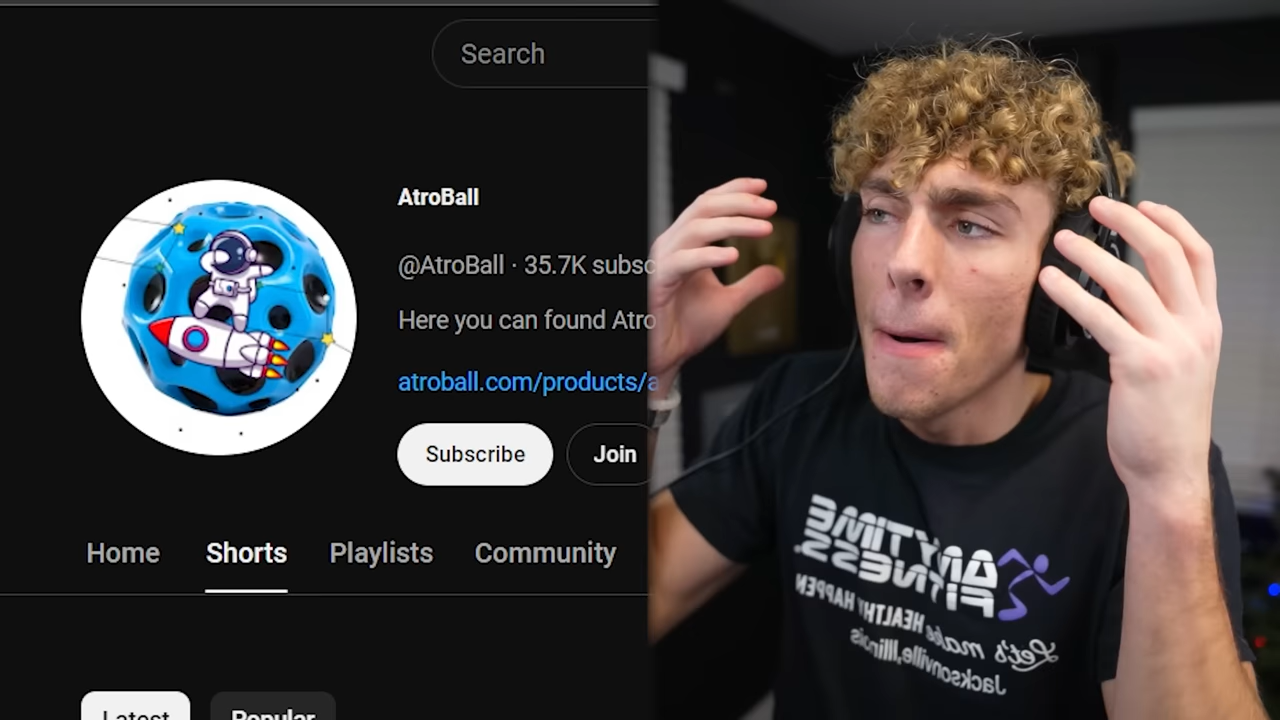 Search
AtroBall
@AtroBall · 35.7K subsc
Here you can found Atro
atroball.com/products/a
Subscribe
Join
Home
Shorts
Playlists
Community
Latest
Popular
ANYTIME
FITNESS.
Let's make HEALTHY HAPPEN
Jacksonville, Illinois